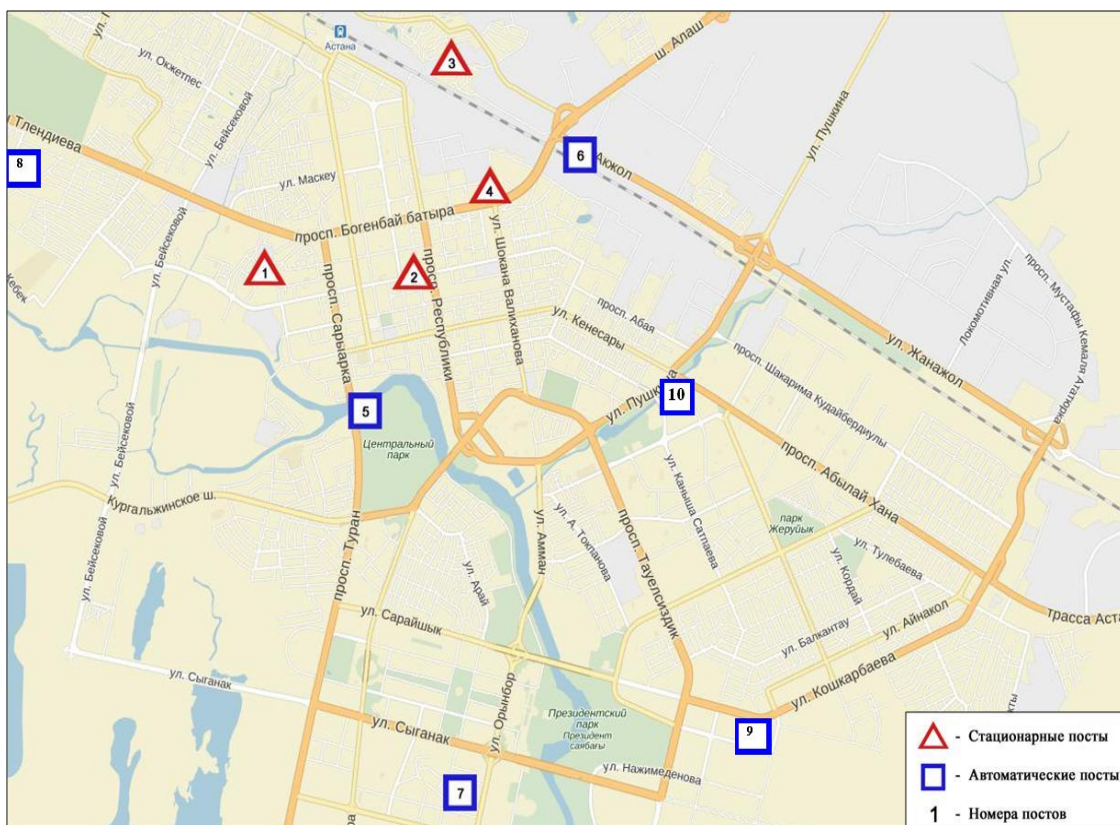 Астана
ул. Окжетпес
3
ш. Алаш
ул. Пушкина
Тлендиева
ул. Бейсековой
8
6
Акжол
ул. Маскеу
4
просп. Богенбай батыра
ул. Бейсековой
ул. Шокана Валиханова
Кебек
1
2
просп. Сарыарка
просп. Республики
просп. Абая
ул. Кенесары
Локомотивная ул.
просп. Мустафы Кемаля Ататюрка
ул. Жанажол
просп. Шакарима Кудайбердиулы
ул. Пушкина
10
5
Центральный
парк
ул. Бейсековой
Кургальжинское ш.
просп. Абылай Хана
ул. Каныша Сатпаева
парк
Жеруйык
просп. Туран
ул. Амман
ул. А. Токпанова
просп. Тауелсиздик
ул. Тулебаева
ул. Кордай
ул. Бейсековой
ул. Арай
ул. Сарайшык
ул. Балкантау
ул. Айнакол
трасса Аста
ул. Кошкарбаева
ул. Сыганак
ул. Сыганак
ул. Орынбор
Президентский
парк
Президент
саябағы
9
ул. Нажимеденова
7
- Стационарные посты
- Автоматические посты
1 - Номера постов